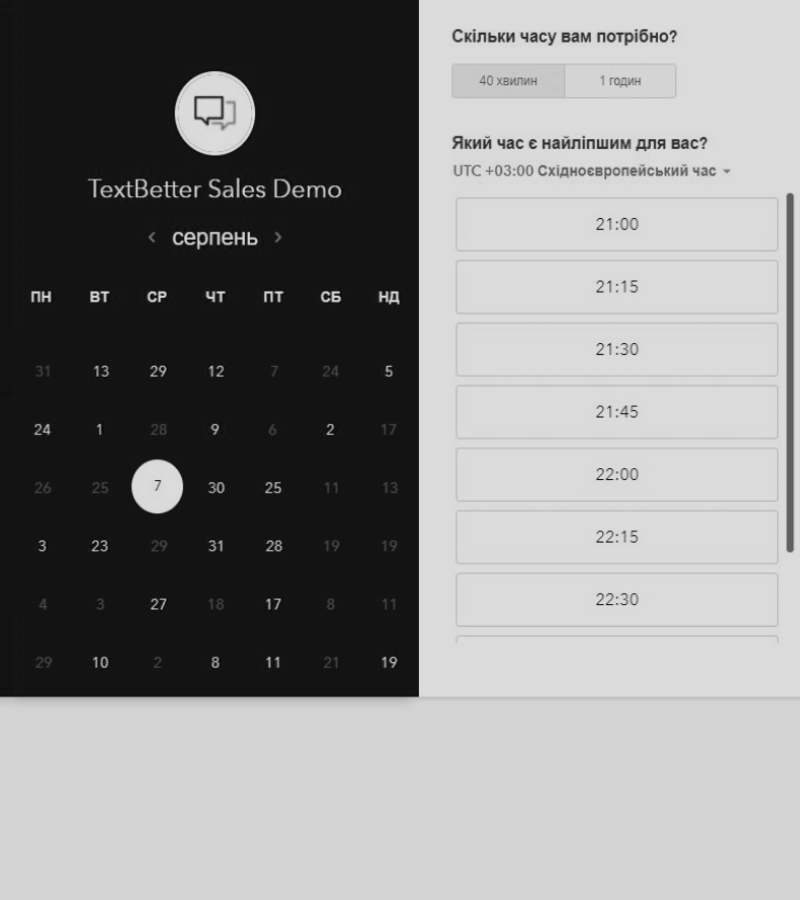 TextBetter Sales Demo
серпень
ПН ВТ СР ЧТ ПТ СБ НД
31 13 29 12 7 24 5
24 1 28 9 6 2 17
26 25 7 30 25 11 13
3 23 29 31 28 19 19
4 3 27 18 17 8 11
29 10 2 8 11 21 19
Скільки часу вам потрібно?
40 хвилин 1 годин
Який час є найліпшим для вас?
UTC +03:00 Східноєвропейський час
21:00
21:15
21:30
21:45
22:00
22:15
22:30